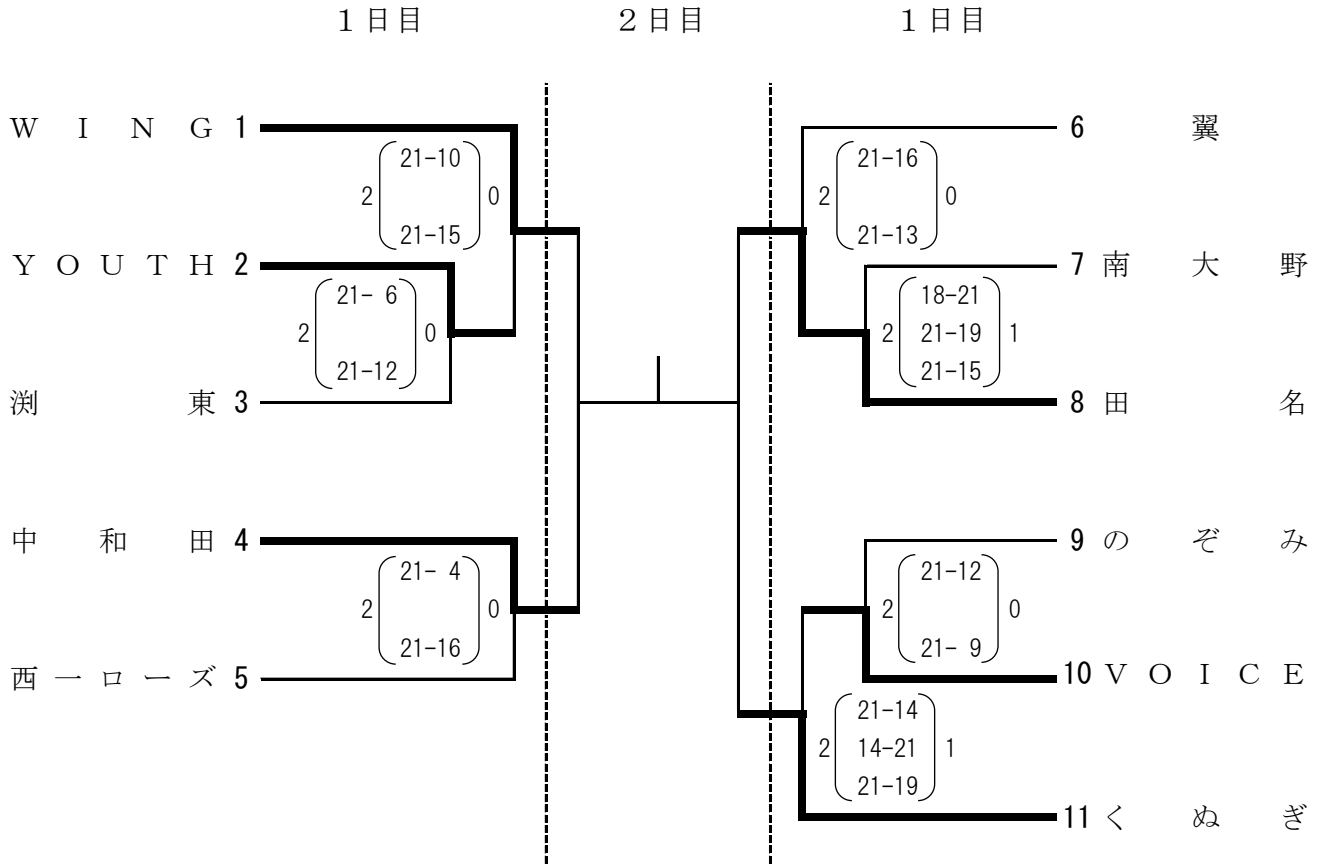 １日目 ２日目 １日目
ＷＩＮＧ 1
6 翼
21-10
2 0
21-15
21-16
2 0
21-13
ＹＯＵＴＨ 2
7 南大野
21- 6
2 0
21-12
18-21
2 21-19 1
21-15
渕東 3
8 田名
中和田 4
9 のぞみ
21- 4
2 0
21-16
21-12
2 0
21- 9
西一ローズ 5
10 ＶＯＩＣＥ
21-14
2 14-21 1
21-19
11 くぬぎ